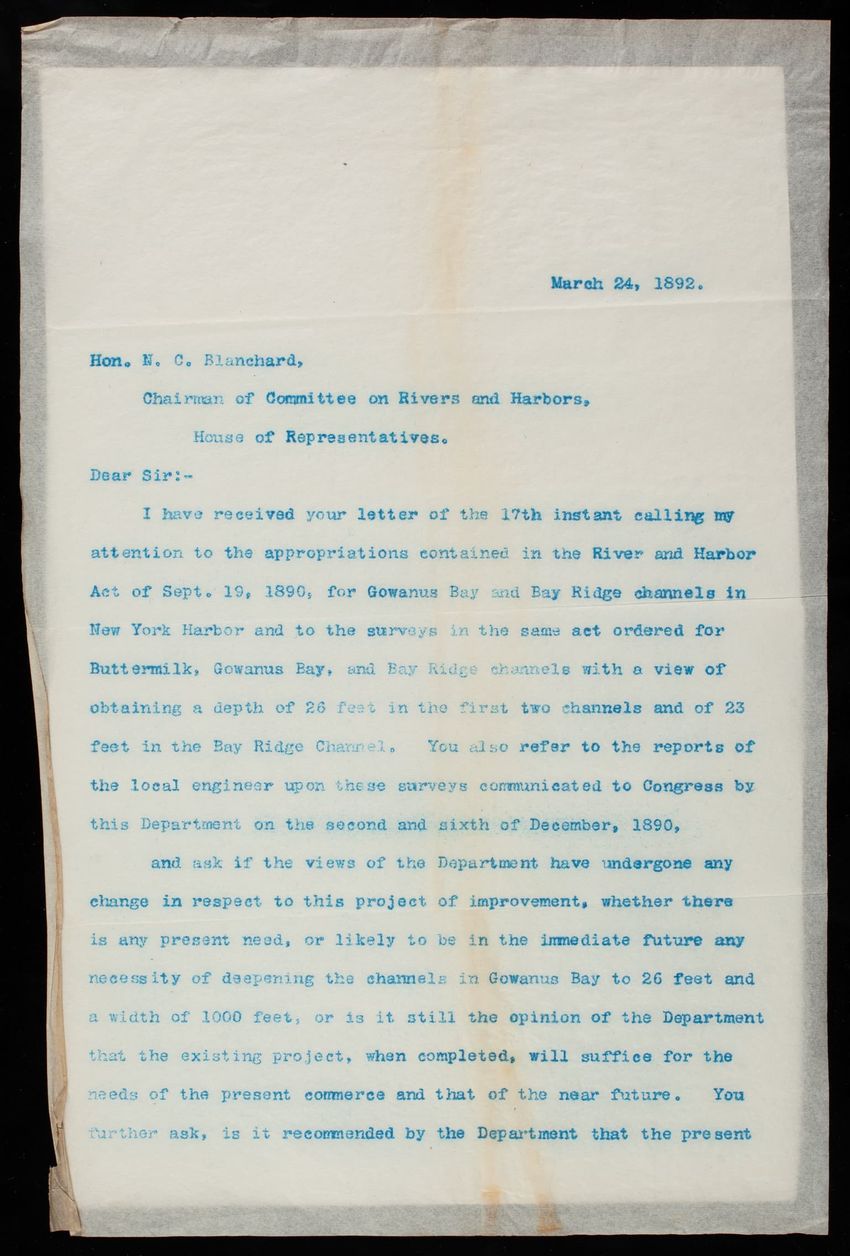 March 24, 1892.
Hon. N. C. Blanchard,
Chairman of Committee on Rivers and Harbors,
House of Representatives.
Dear Sir:-
I have received your letter of the 17th instant calling my
attention to the appropriations contained in the River and Harbor
Act of Sept. 19, 1890, for Gowanus Bay and Bay Ridge channels in
New York Harbor and to the surveys in the same act ordered for
Buttermilk, Gowanus Bay, and Bay Ridge channels with a view of
obtaining a depth of 26 feet in the first two channels and of 23
feet in the Bay Ridge Channel. You also refer to the reports of
the local engineer upon these surveys communicated to Congress by
this Department on the second and sixth of December, 1890,
and ask if the views of the Department have undergone any
change in respect to this project of improvement, whether there
is any present need, or likely to be in the immediate future any
necessity of deepening the channels in Gowanus Bay to 26 feet and
a width of 1000 feet, or is it still the opinion of the Department
that the existing project, when completed, will suffice for the
needs of the present commerce and that of the near future. You
further ask, is it recommended by the Department that the present